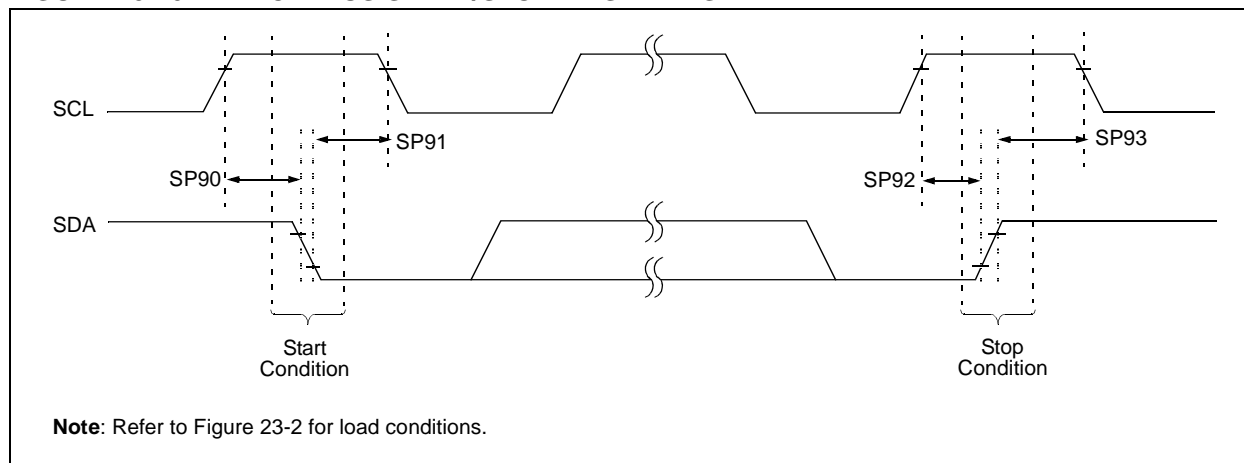 SCL
SP91
SP93
SP90
SP92
SDA
Start
Condition
Stop
Condition
Note: Refer to Figure 23-2 for load conditions.